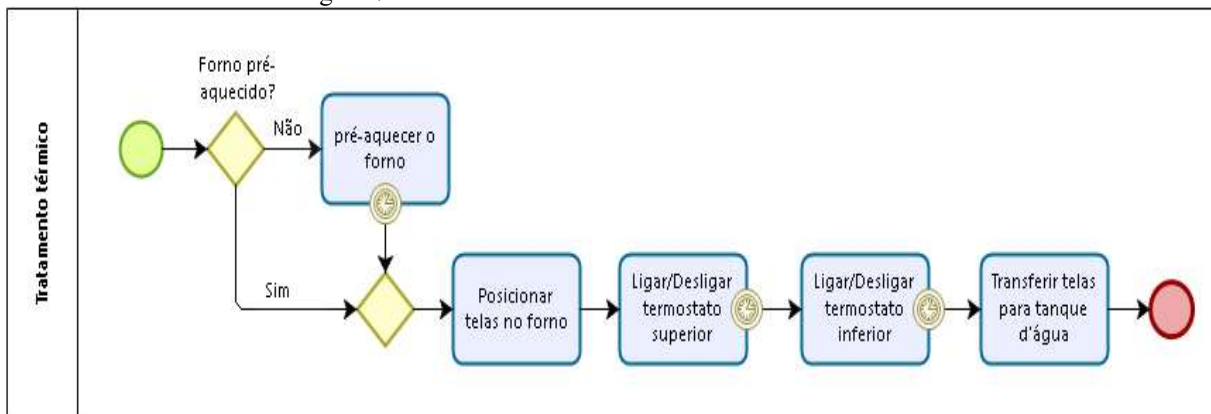 Tratamento térmico
Forno pré-
aquecido?
Não
pré-aquecer o
forno
Sim
Posicionar
telas no forno
Ligar/Desligar
termostato
superior
Ligar/Desligar
termostato
inferior
Transferir telas
para tanque
d'água